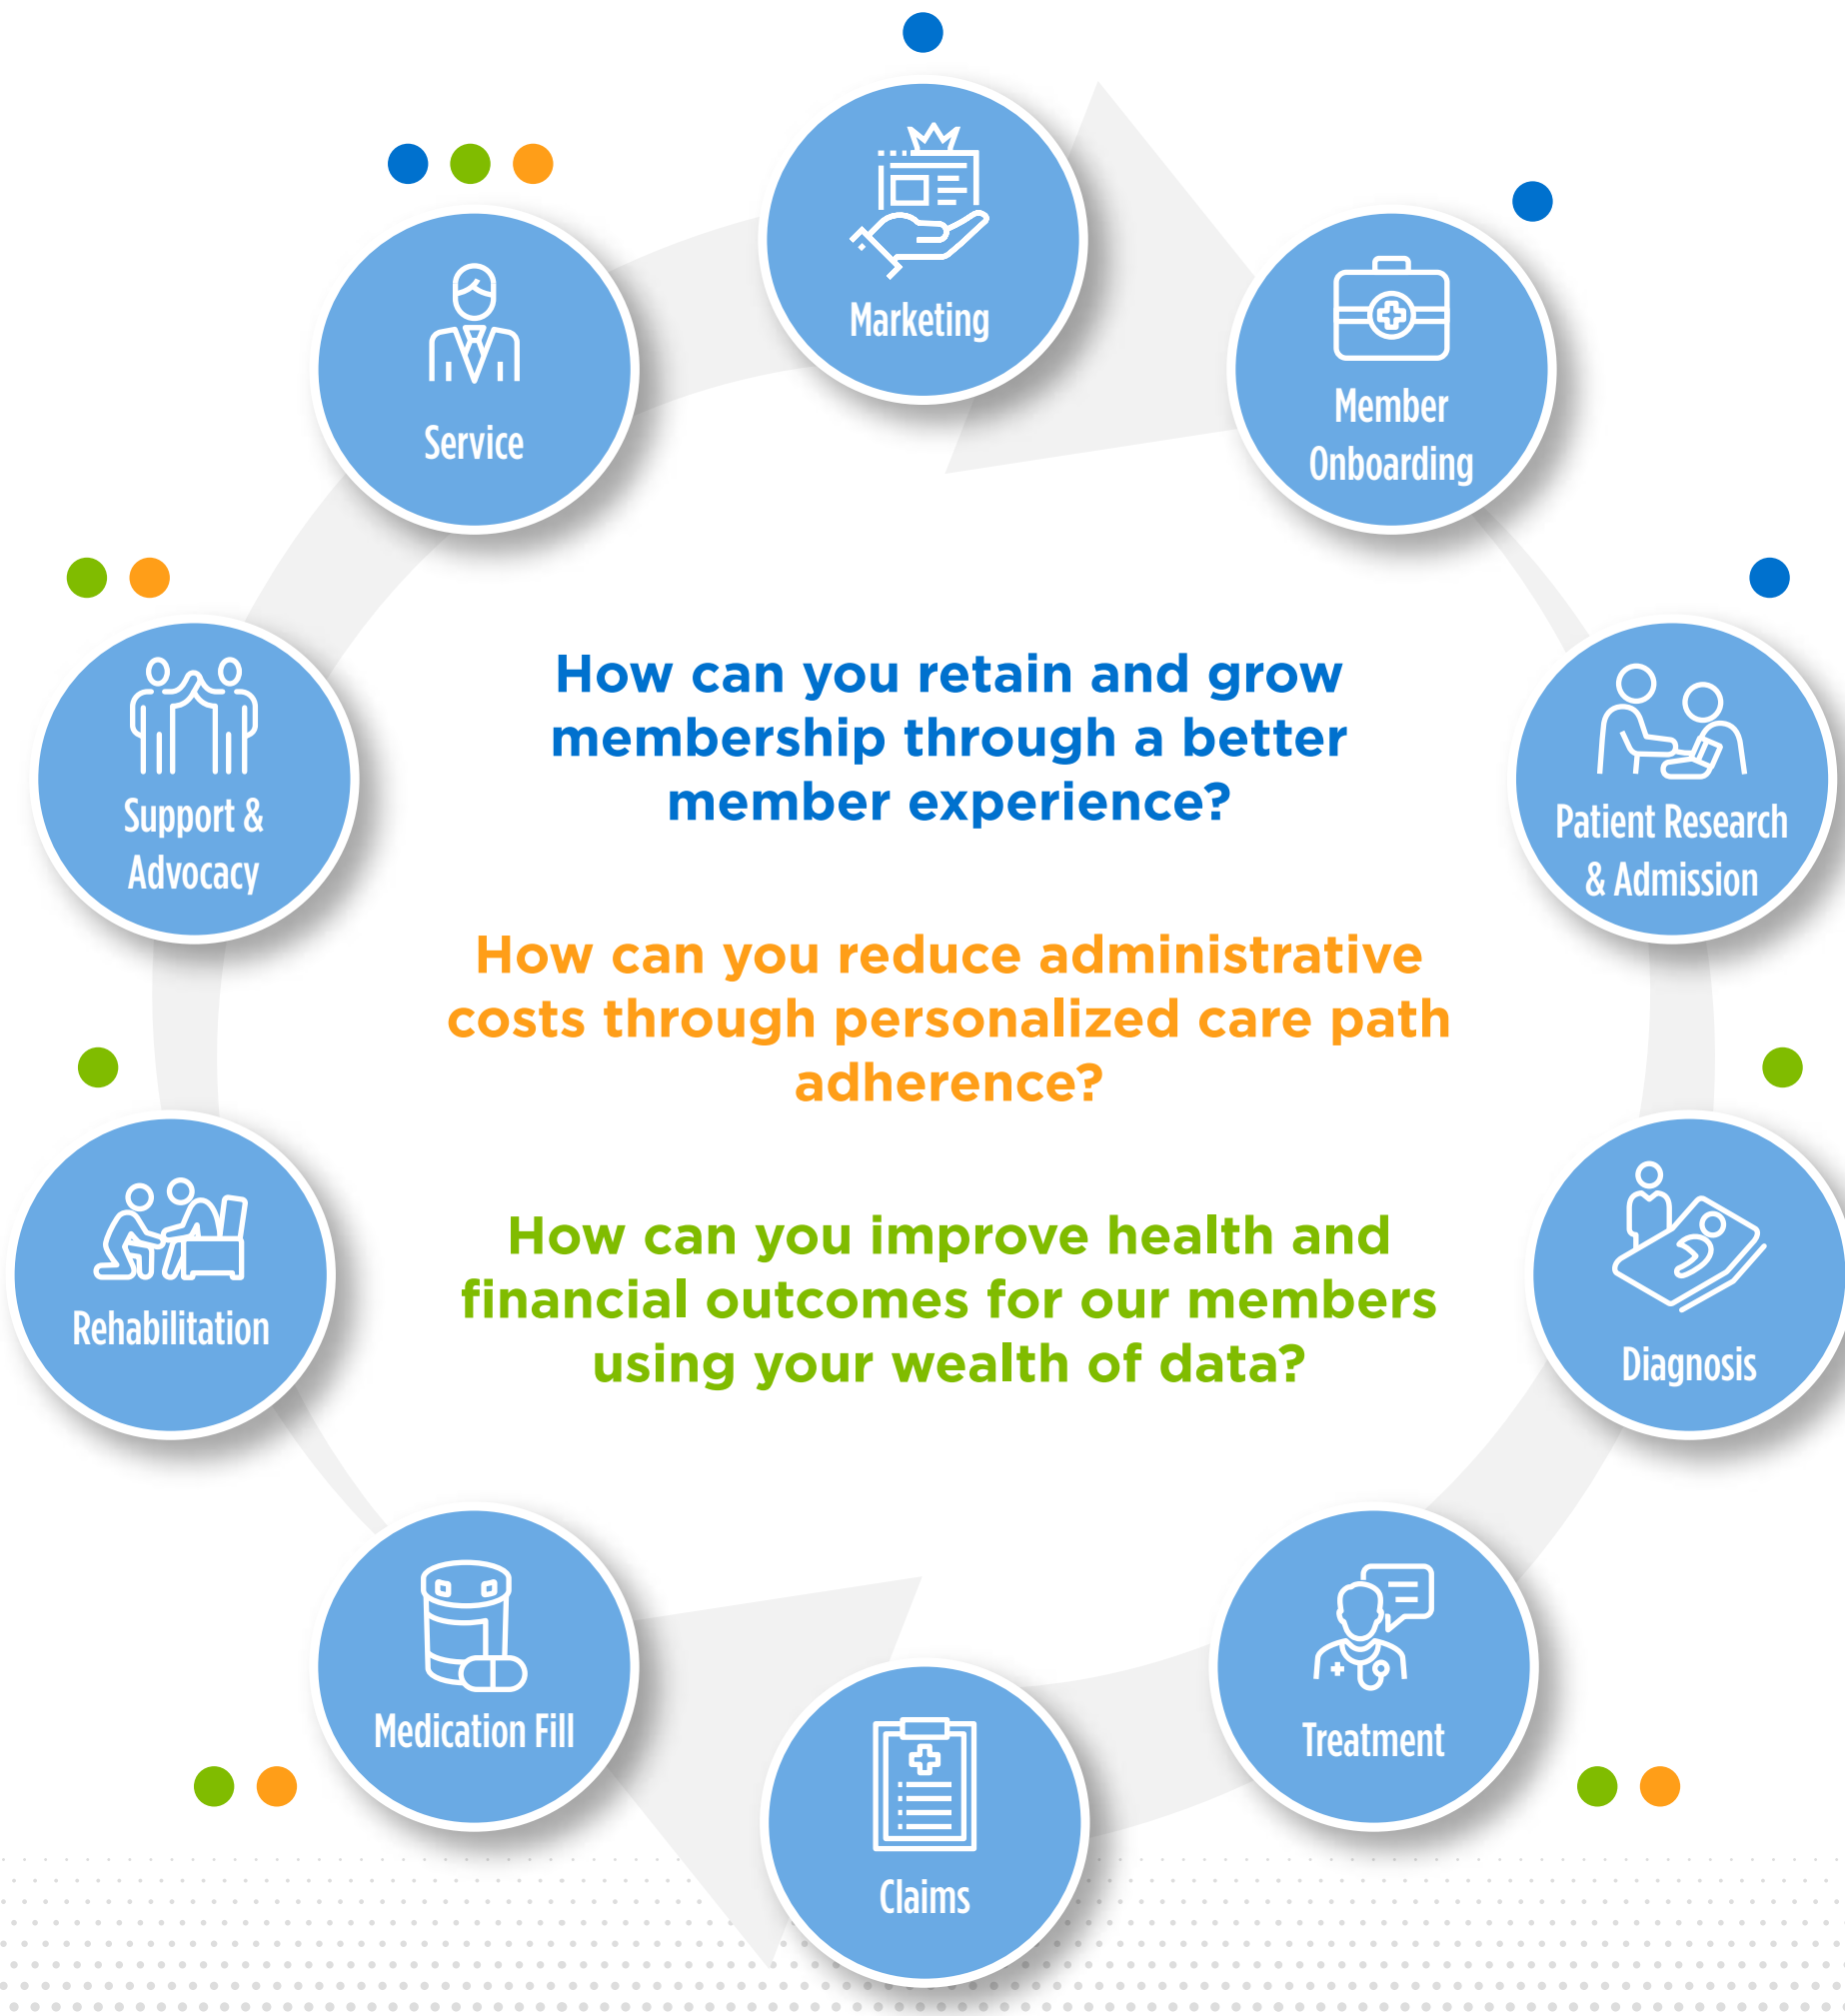 Marketing
Member
Onboarding
Service
Patient Research
& Admission
Support &
Advocacy
How can you retain and grow
membership through a better
member experience?
How can you reduce administrative
costs through personalized care path
adherence?
How can you improve health and
financial outcomes for our members
using your wealth of data?
Diagnosis
Rehabilitation
Treatment
Medication Fill
Claims